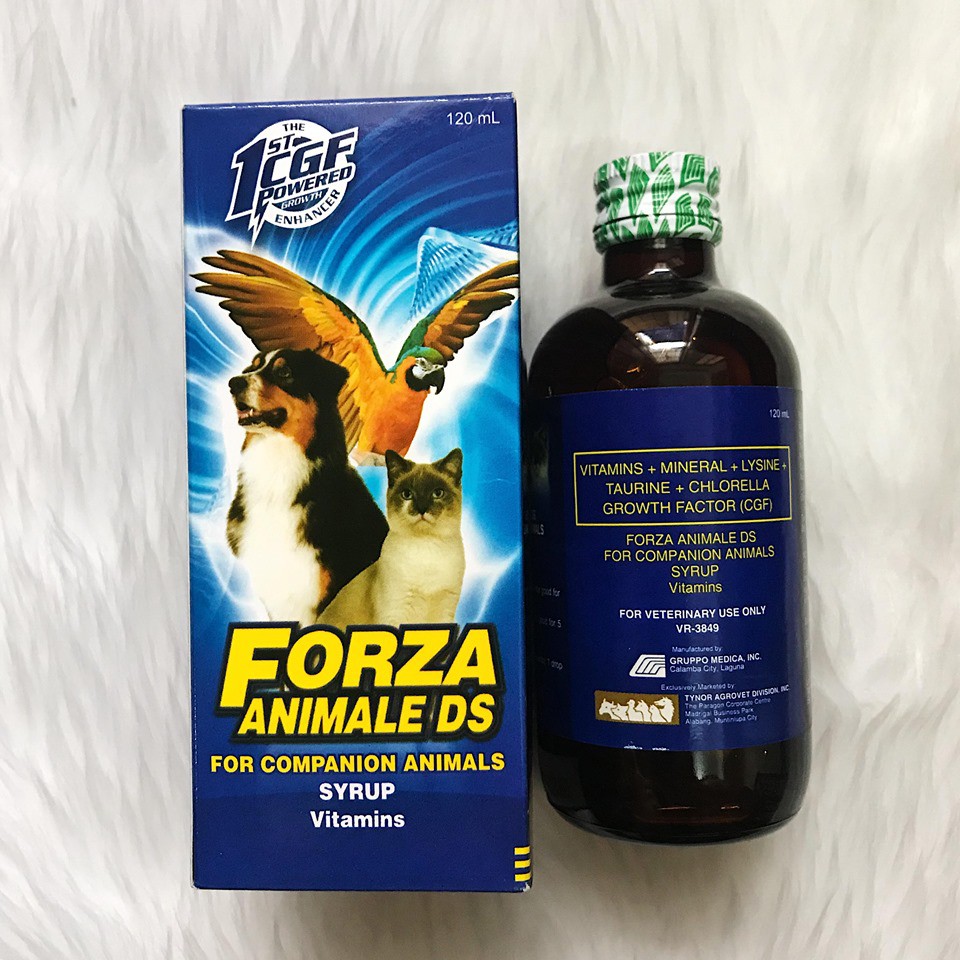 120 mL
THE
1ST CGF
POWERED
GROWTH
ENHANCER
FORZA
ANIMALE DS
FOR COMPANION ANIMALS
SYRUP
Vitamins
120 mL
VITAMINS + MINERAL + LYSINE +
TAURINE + CHLORELLA
GROWTH FACTOR (CGF)
FORZA ANIMALE DS
FOR COMPANION ANIMALS
SYRUP
Vitamins
FOR VETERINARY USE ONLY
VR-3849
Manufactured by:
GRUPPO MEDICA, INC.
Calamba City, Laguna
Exclusively Marketed by:
TYNOR AGROVET DIVISION, INC.
The Paragon Corporate Centre
Madrigal Business Park
Alabang, Muntinlupa City